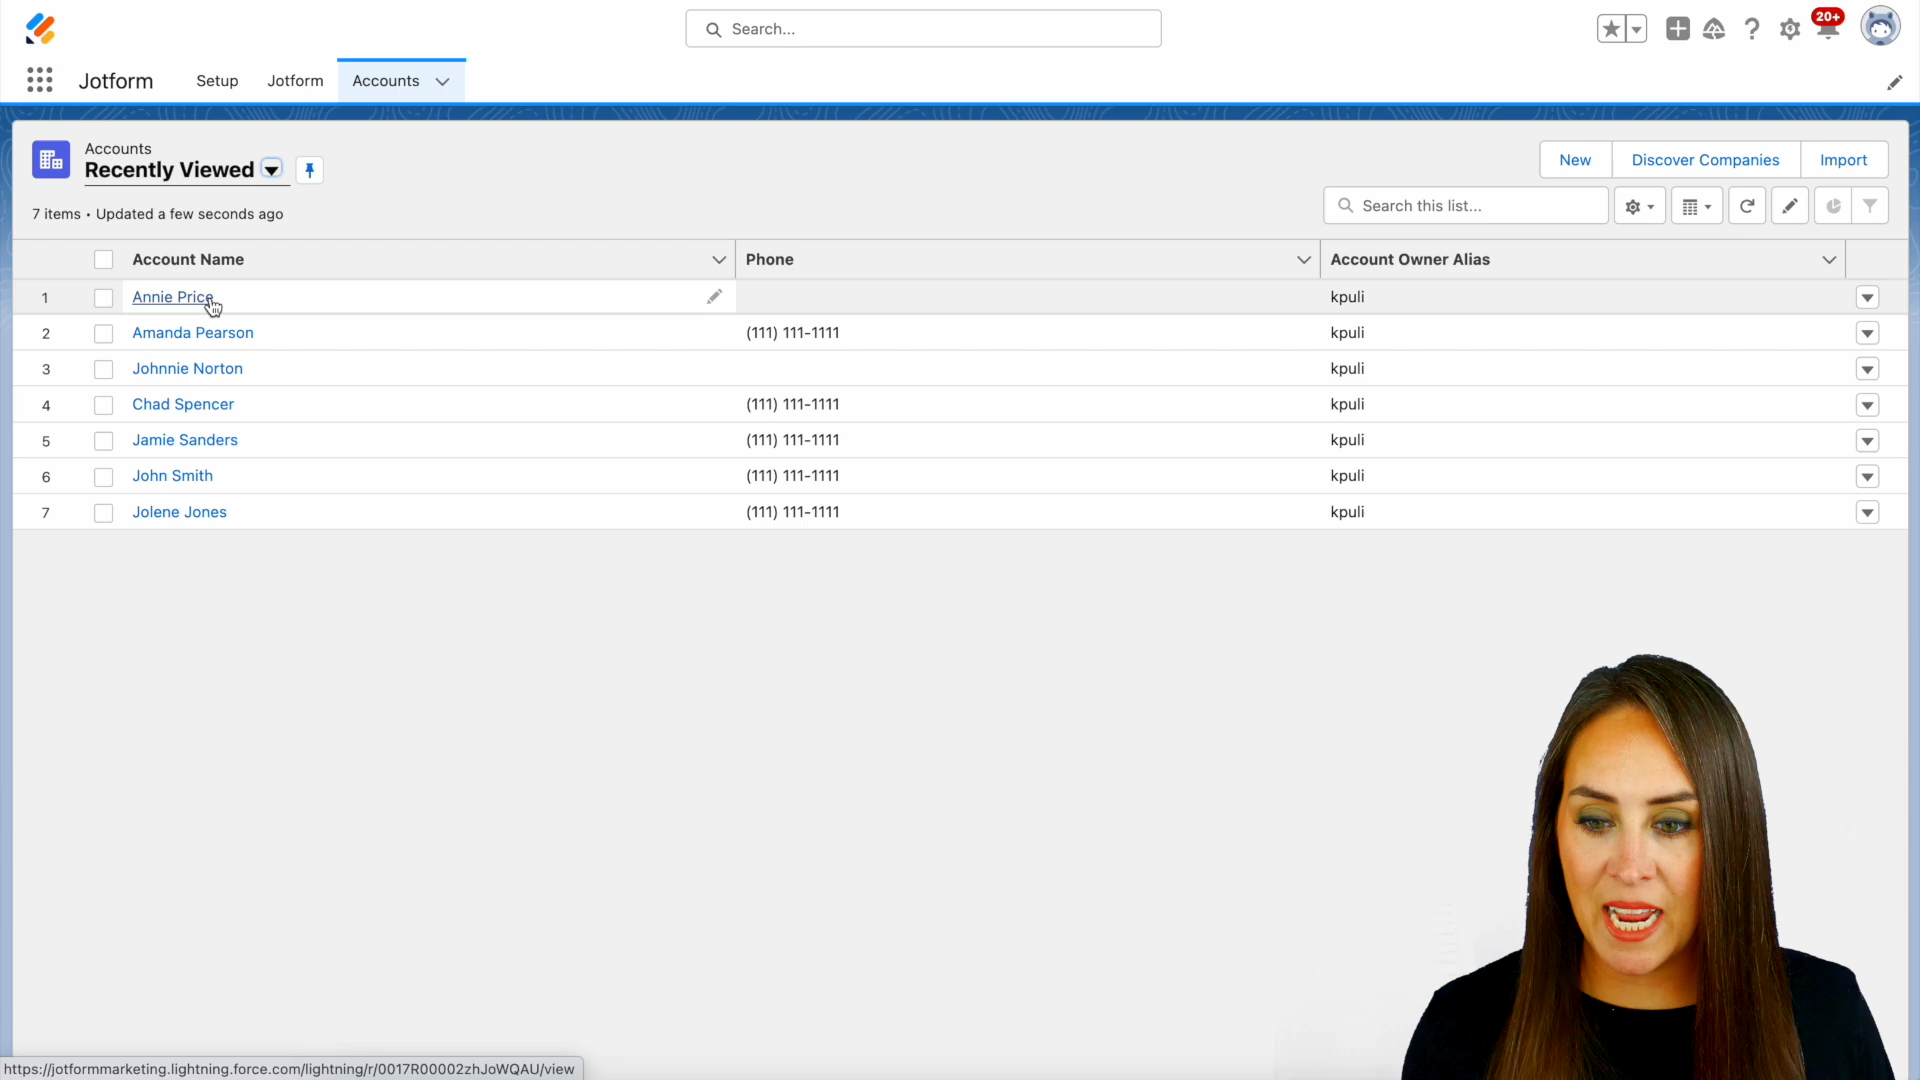 Search...
20+
Jotform
Setup
Jotform
Accounts
Accounts
Recently Viewed
New
Discover Companies
Import
7 items • Updated a few seconds ago
Search this list...
Account Name
Phone
Account Owner Alias
1 Annie Price kpuli
2 Amanda Pearson (111) 111-1111 kpuli
3 Johnnie Norton kpuli
4 Chad Spencer (111) 111-1111 kpuli
5 Jamie Sanders (111) 111-1111 kpuli
6 John Smith (111) 111-1111 kpuli
7 Jolene Jones (111) 111-1111 kpuli
https://jotformmarketing.lightning.force.com/lightning/r/0017R00002zhJoWQAU/view